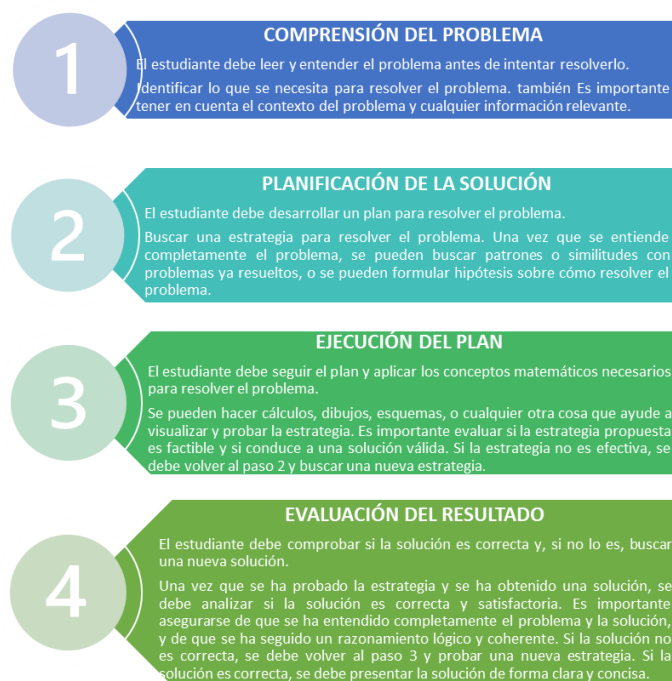 1
COMPRENSIÓN DEL PROBLEMA
El estudiante debe leer y entender el problema antes de intentar resolverlo.
Identificar lo que se necesita para resolver el problema. también Es importante
tener en cuenta el contexto del problema y cualquier información relevante.
2
PLANIFICACIÓN DE LA SOLUCIÓN
El estudiante debe desarrollar un plan para resolver el problema.
Buscar una estrategia para resolver el problema. Una vez que se entiende
completamente el problema, se pueden buscar patrones o similitudes con
problemas ya resueltos, o se pueden formular hipótesis sobre cómo resolver el
problema.
3
EJECUCIÓN DEL PLAN
El estudiante debe seguir el plan y aplicar los conceptos matemáticos necesarios
para resolver el problema.
Se pueden hacer cálculos, dibujos, esquemas, o cualquier otra cosa que ayude a
visualizar y probar la estrategia. Es importante evaluar si la estrategia propuesta
es factible y si conduce a una solución válida. Si la estrategia no es efectiva, se
debe volver al paso 2 y buscar una nueva estrategia.
4
EVALUACIÓN DEL RESULTADO
El estudiante debe comprobar si la solución es correcta y, si no lo es, buscar
una nueva solución.
Una vez que se ha probado la estrategia y se ha obtenido una solución, se
debe analizar si la solución es correcta y satisfactoria. Es importante
asegurarse de que se ha entendido completamente el problema y la solución,
y de que se ha seguido un razonamiento lógico y coherente. Si la solución no
es correcta, se debe volver al paso 3 y probar una nueva estrategia. Si la
solución es correcta, se debe presentar la solución de forma clara y concisa.